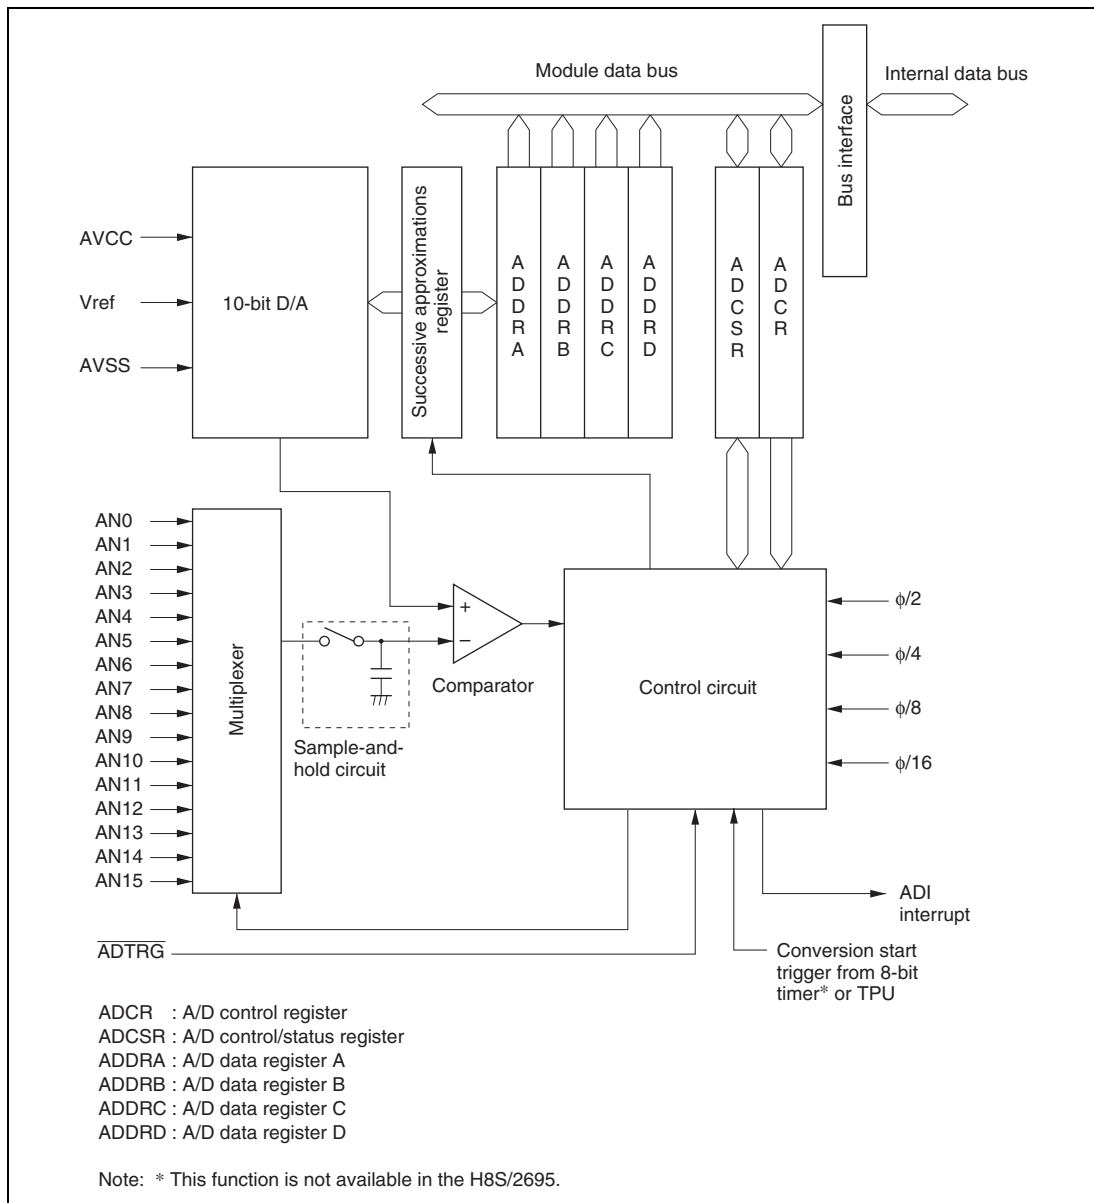 Module data bus
Internal data bus
Bus interface
AVCC
Vref
AVSS
10-bit D/A
Successive approximations
register
ADDRA
ADDRB
ADDRC
ADDRD
ADCSR
ADCR
AN0
AN1
AN2
AN3
AN4
AN5
AN6
AN7
AN8
AN9
AN10
AN11
AN12
AN13
AN14
AN15
Multiplexer
+
−
Comparator
Sample-and-
hold circuit
Control circuit
ϕ/2
ϕ/4
ϕ/8
ϕ/16
ADI
interrupt
ADTRG
Conversion start
trigger from 8-bit
timer* or TPU
ADCR : A/D control register
ADCSR : A/D control/status register
ADDRA : A/D data register A
ADDRB : A/D data register B
ADDRC : A/D data register C
ADDRD : A/D data register D
Note: * This function is not available in the H8S/2695.